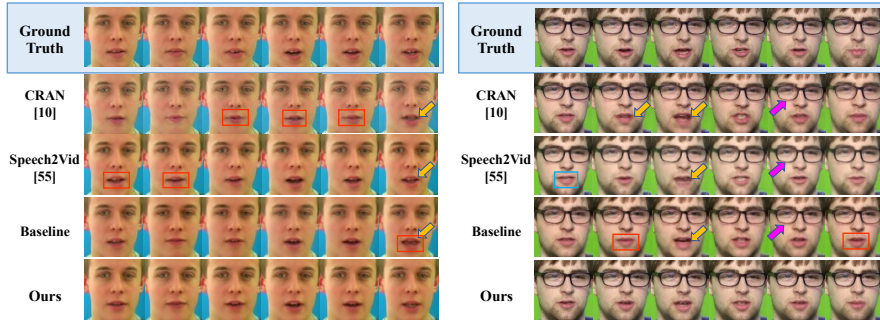 Ground
Truth
CRAN
[10]
Speech2Vid
[55]
Baseline
Ours
Ground
Truth
CRAN
[10]
Speech2Vid
[55]
Baseline
Ours